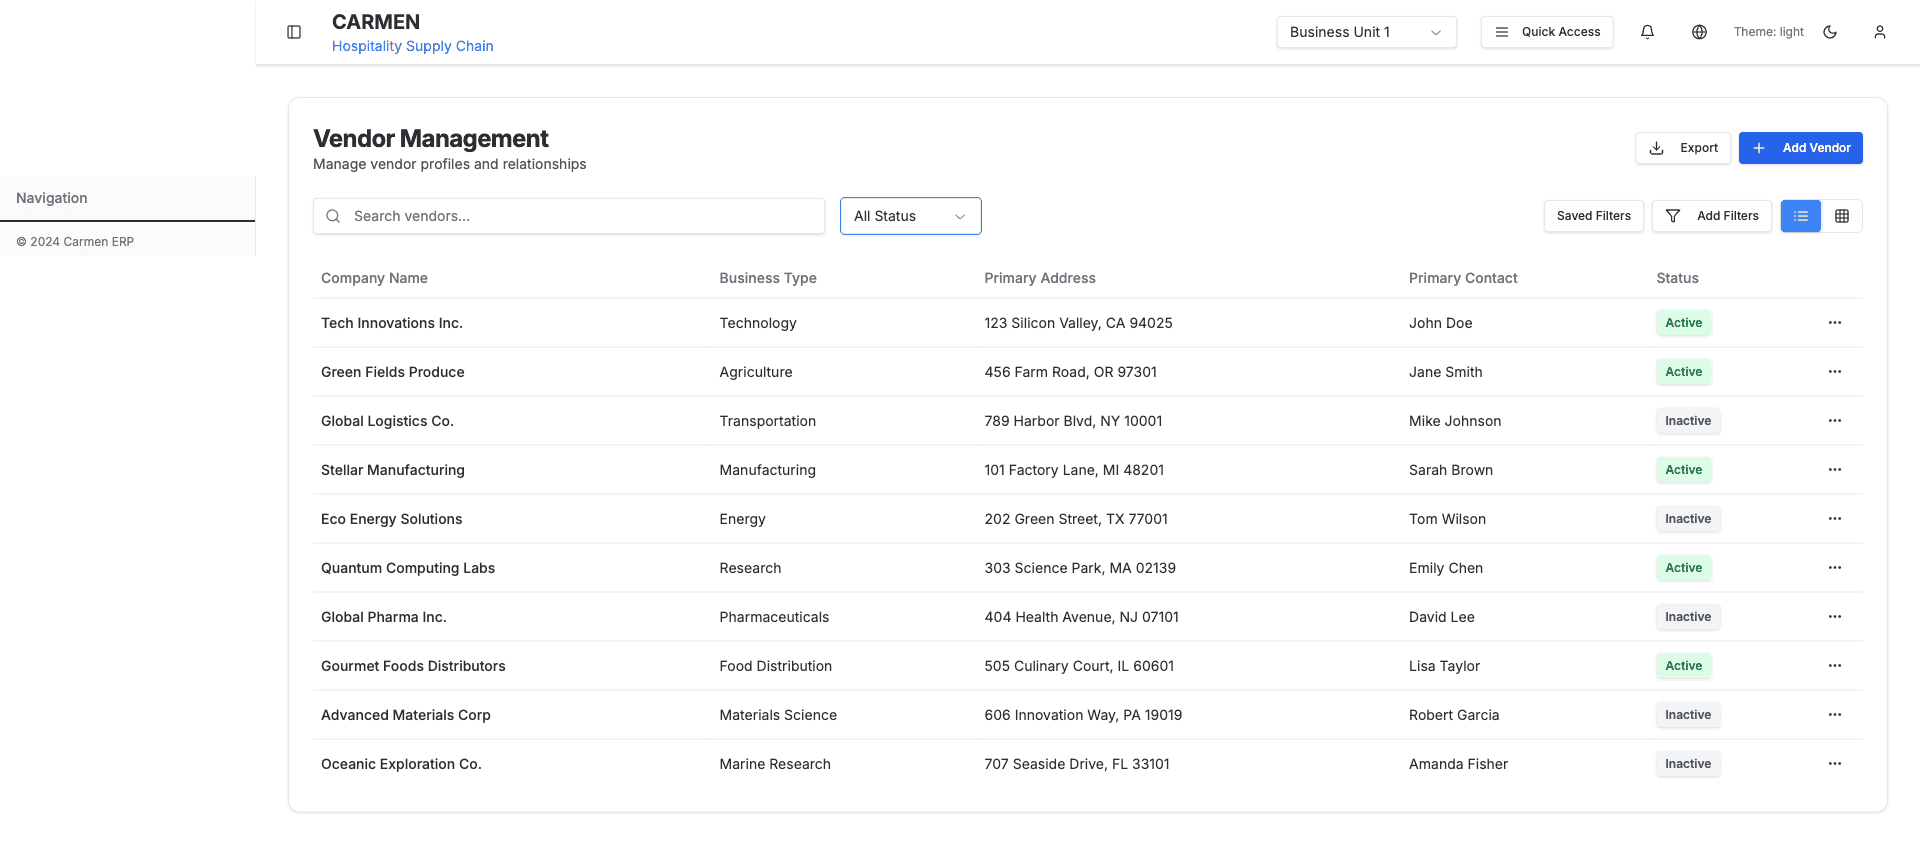 CARMEN
Hospitality Supply Chain
Business Unit 1
Quick Access
Theme: light
Navigation
© 2024 Carmen ERP
Vendor Management
Manage vendor profiles and relationships
Export
Add Vendor
Search vendors...
All Status
Saved Filters
Add Filters
Company Name Business Type Primary Address Primary Contact Status
Tech Innovations Inc. Technology 123 Silicon Valley, CA 94025 John Doe Active
Green Fields Produce Agriculture 456 Farm Road, OR 97301 Jane Smith Active
Global Logistics Co. Transportation 789 Harbor Blvd, NY 10001 Mike Johnson Inactive
Stellar Manufacturing Manufacturing 101 Factory Lane, MI 48201 Sarah Brown Active
Eco Energy Solutions Energy 202 Green Street, TX 77001 Tom Wilson Inactive
Quantum Computing Labs Research 303 Science Park, MA 02139 Emily Chen Active
Global Pharma Inc. Pharmaceuticals 404 Health Avenue, NJ 07101 David Lee Inactive
Gourmet Foods Distributors Food Distribution 505 Culinary Court, IL 60601 Lisa Taylor Active
Advanced Materials Corp Materials Science 606 Innovation Way, PA 19019 Robert Garcia Inactive
Oceanic Exploration Co. Marine Research 707 Seaside Drive, FL 33101 Amanda Fisher Inactive